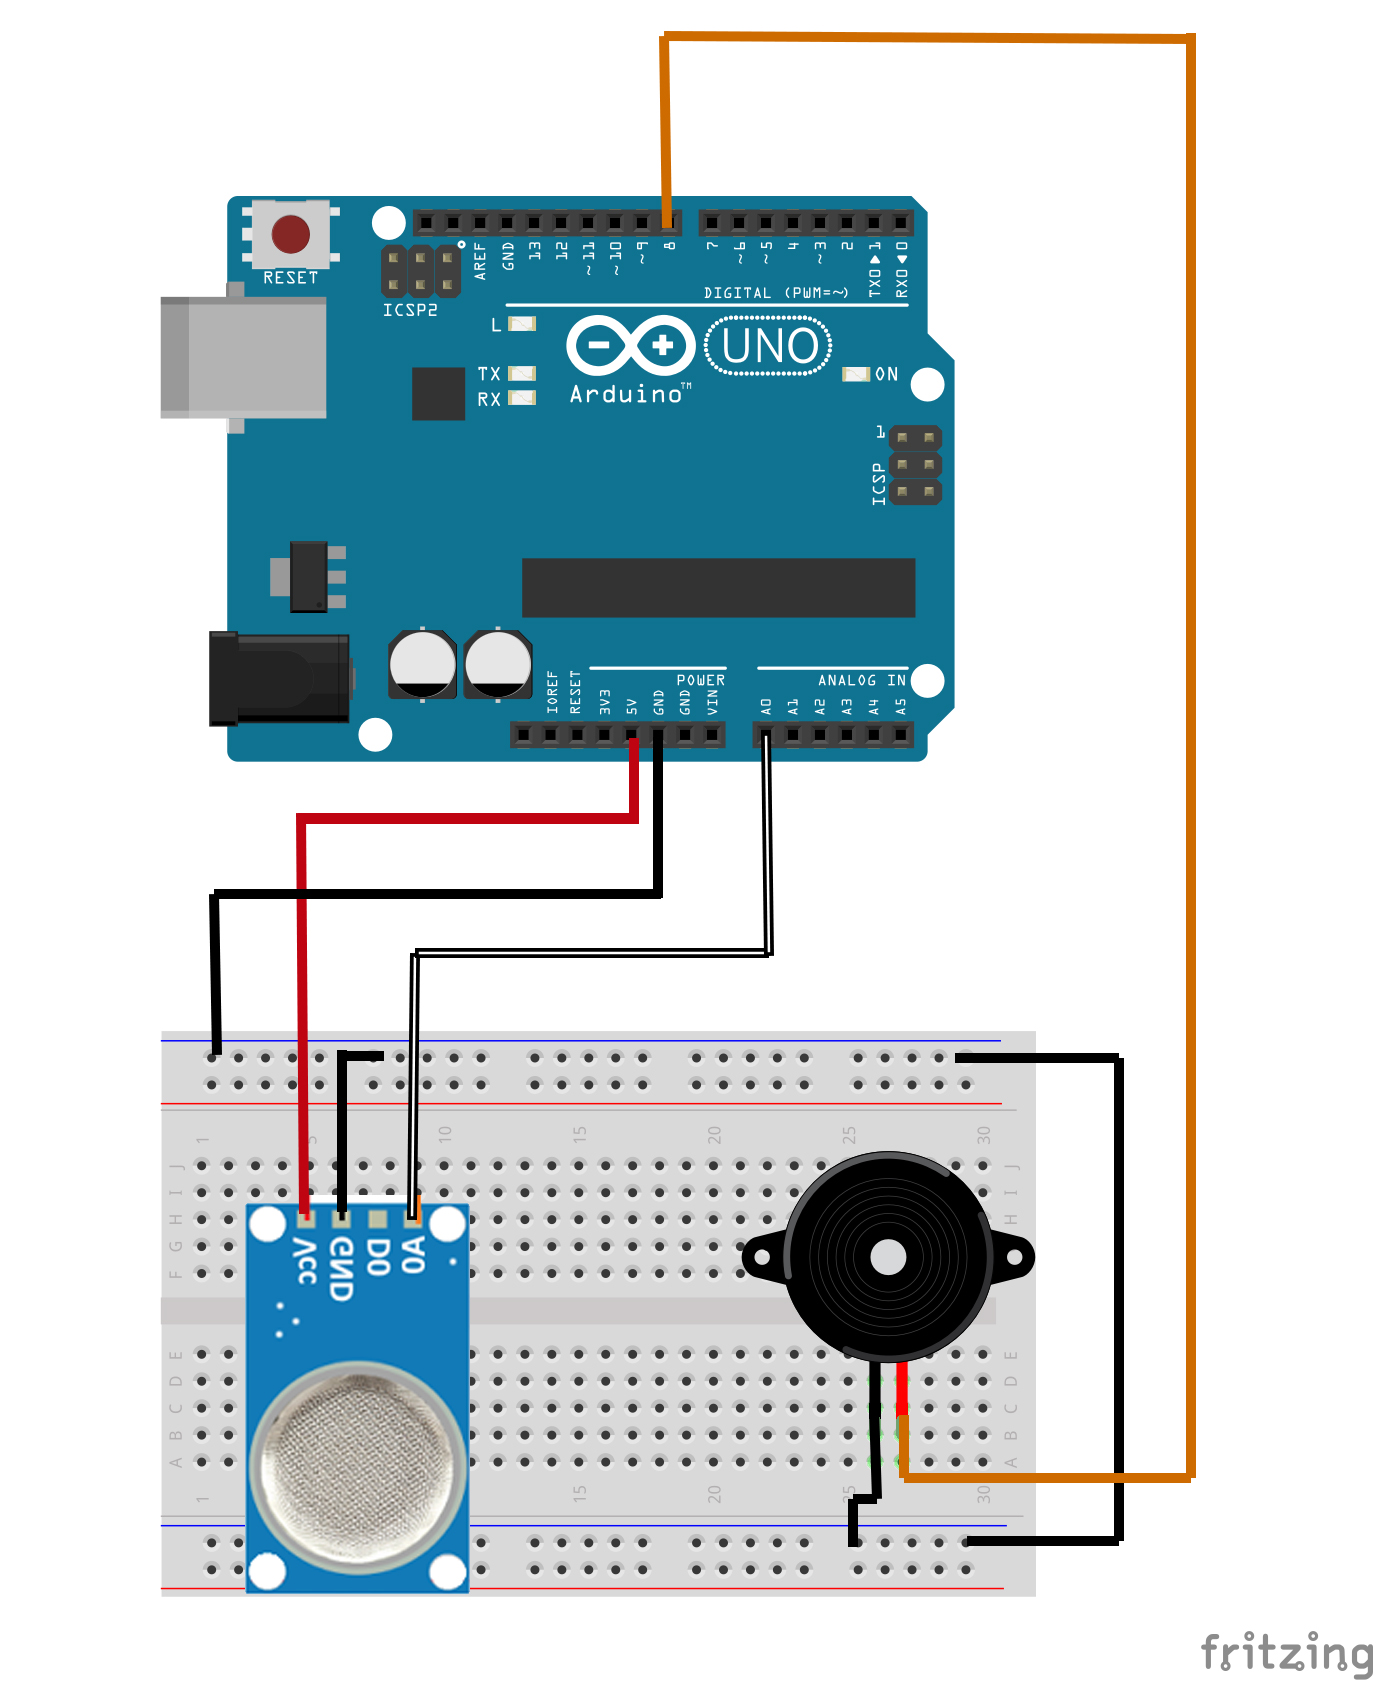 RESET
ICSP2
AREF
GND
13
12
~11
~10
~9
8
7
~6
~5
4
~3
2
TX0▶1
RX0◀0
DIGITAL (PWM=~)
L
TX
RX
Arduino™
UNO
ON
1
ICSP
POWER
ANALOG IN
IOREF
RESET
3V3
5V
GND
GND
VIN
A0
A1
A2
A3
A4
A5
1
5
10
15
20
25
30
J
J
I
I
H
H
G
F
Vcc
GND
DO
AO
E
E
D
D
C
C
B
B
A
A
1
15
20
25
30
fritzing